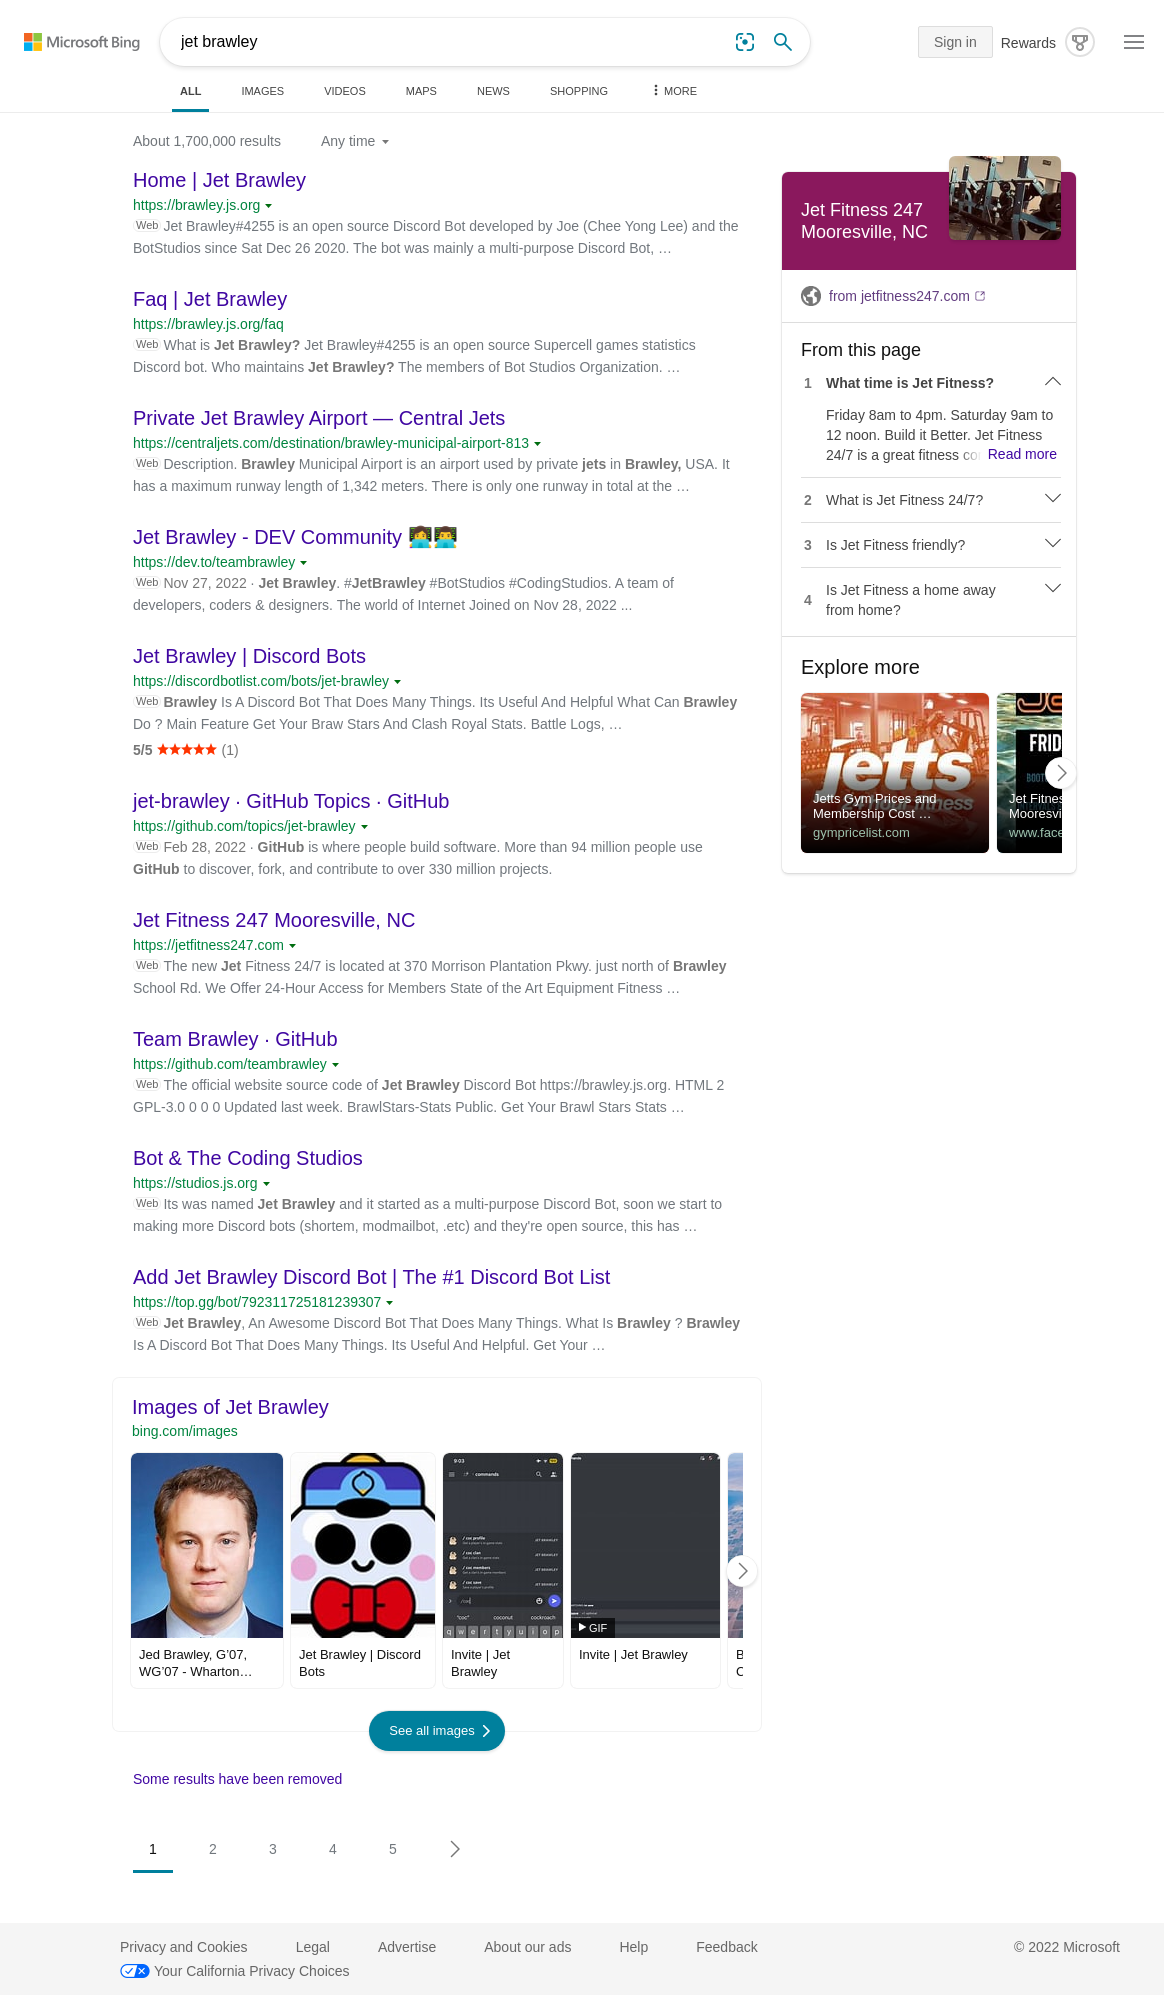 Microsoft Bing
jet brawley
Sign in
Rewards
ALL
IMAGES
VIDEOS
MAPS
NEWS
SHOPPING
MORE
About 1,700,000 results
Any time
Home | Jet Brawley
https://brawley.js.org
Web Jet Brawley#4255 is an open source Discord Bot developed by Joe (Chee Yong Lee) and the
BotStudios since Sat Dec 26 2020. The bot was mainly a multi-purpose Discord Bot, …
Faq | Jet Brawley
https://brawley.js.org/faq
Web What is Jet Brawley? Jet Brawley#4255 is an open source Supercell games statistics
Discord bot. Who maintains Jet Brawley? The members of Bot Studios Organization. …
Private Jet Brawley Airport — Central Jets
https://centraljets.com/destination/brawley-municipal-airport-813
Web Description. Brawley Municipal Airport is an airport used by private jets in Brawley, USA. It
has a maximum runway length of 1,342 meters. There is only one runway in total at the …
Jet Brawley - DEV Community 👩‍💻👨‍💻
https://dev.to/teambrawley
Web Nov 27, 2022 · Jet Brawley. #JetBrawley #BotStudios #CodingStudios. A team of
developers, coders & designers. The world of Internet Joined on Nov 28, 2022 ...
Jet Brawley | Discord Bots
https://discordbotlist.com/bots/jet-brawley
Web Brawley Is A Discord Bot That Does Many Things. Its Useful And Helpful What Can Brawley
Do ? Main Feature Get Your Braw Stars And Clash Royal Stats. Battle Logs, …
5/5 ★★★★★ (1)
jet-brawley · GitHub Topics · GitHub
https://github.com/topics/jet-brawley
Web Feb 28, 2022 · GitHub is where people build software. More than 94 million people use
GitHub to discover, fork, and contribute to over 330 million projects.
Jet Fitness 247 Mooresville, NC
https://jetfitness247.com
Web The new Jet Fitness 24/7 is located at 370 Morrison Plantation Pkwy. just north of Brawley
School Rd. We Offer 24-Hour Access for Members State of the Art Equipment Fitness …
Team Brawley · GitHub
https://github.com/teambrawley
Web The official website source code of Jet Brawley Discord Bot https://brawley.js.org. HTML 2
GPL-3.0 0 0 0 Updated last week. BrawlStars-Stats Public. Get Your Brawl Stars Stats …
Bot & The Coding Studios
https://studios.js.org
Web Its was named Jet Brawley and it started as a multi-purpose Discord Bot, soon we start to
making more Discord bots (shortem, modmailbot, .etc) and they're open source, this has …
Add Jet Brawley Discord Bot | The #1 Discord Bot List
https://top.gg/bot/792311725181239307
Web Jet Brawley, An Awesome Discord Bot That Does Many Things. What Is Brawley ? Brawley
Is A Discord Bot That Does Many Things. Its Useful And Helpful. Get Your …
Images of Jet Brawley
bing.com/images
9:03
commands
/ coc profile
JET BRAWLEY
/ coc clan
JET BRAWLEY
/ coc members
JET BRAWLEY
/ coc save
JET BRAWLEY
/coc
"coc" coconut cockroach
q w e r t y u i o p
GIF
Jed Brawley, G’07,
WG’07 - Wharton…
Jet Brawley | Discord
Bots
Invite | Jet
Brawley
Invite | Jet Brawley
B
C
See all images
Some results have been removed
1
2
3
4
5
Jet Fitness 247
Mooresville, NC
from jetfitness247.com
From this page
1 What time is Jet Fitness?
Friday 8am to 4pm. Saturday 9am to
12 noon. Build it Better. Jet Fitness
24/7 is a great fitness co Read more
2 What is Jet Fitness 24/7?
3 Is Jet Fitness friendly?
4 Is Jet Fitness a home away
from home?
Explore more
jetts
24 hour fitness
Jetts Gym Prices and
Membership Cost …
gympricelist.com
FRID
BOOT
Jet Fitnes
Mooresvi
www.face
Privacy and Cookies
Legal
Advertise
About our ads
Help
Feedback
© 2022 Microsoft
Your California Privacy Choices